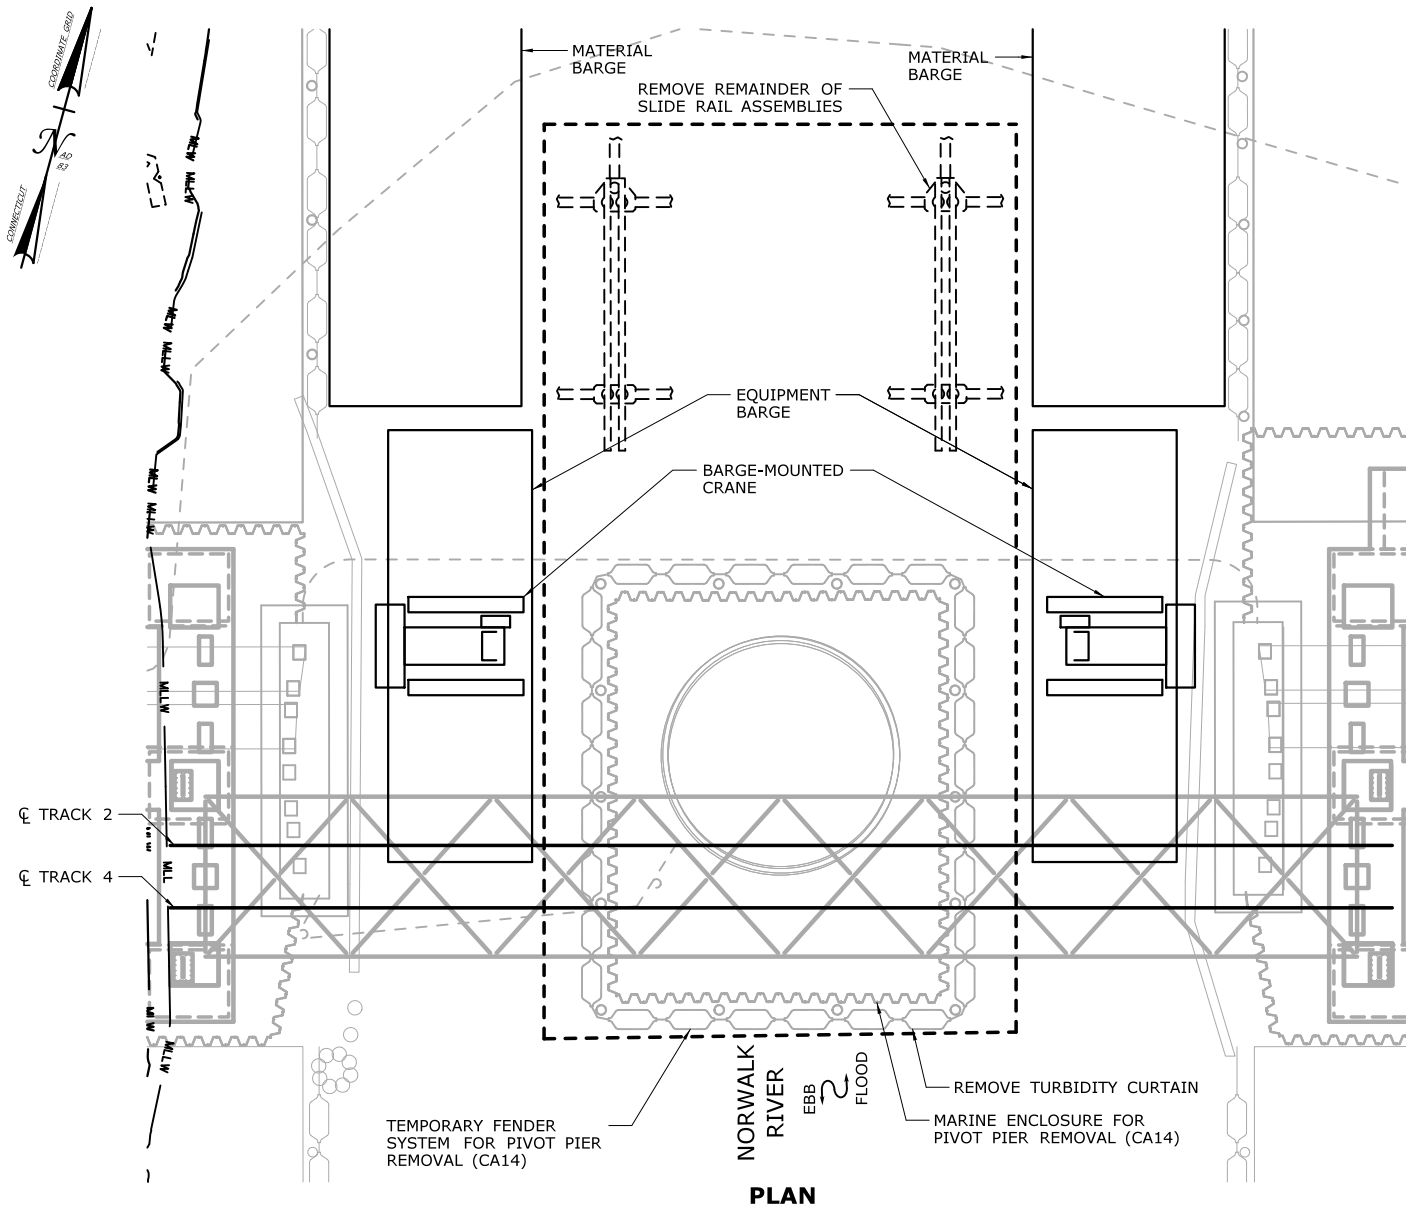 COORDINATE GRID
N
AD
83
CONNECTICUT
MATERIAL
BARGE
MATERIAL
BARGE
REMOVE REMAINDER OF
SLIDE RAIL ASSEMBLIES
MLW MLLW
MLW MLLW
EQUIPMENT
BARGE
BARGE-MOUNTED
CRANE
MLW MLLW
MLLW
℄ TRACK 2
℄ TRACK 4
MLL
MLW
MLLW
NORWALK
RIVER
EBB
FLOOD
REMOVE TURBIDITY CURTAIN
MARINE ENCLOSURE FOR
PIVOT PIER REMOVAL (CA14)
TEMPORARY FENDER
SYSTEM FOR PIVOT PIER
REMOVAL (CA14)
PLAN